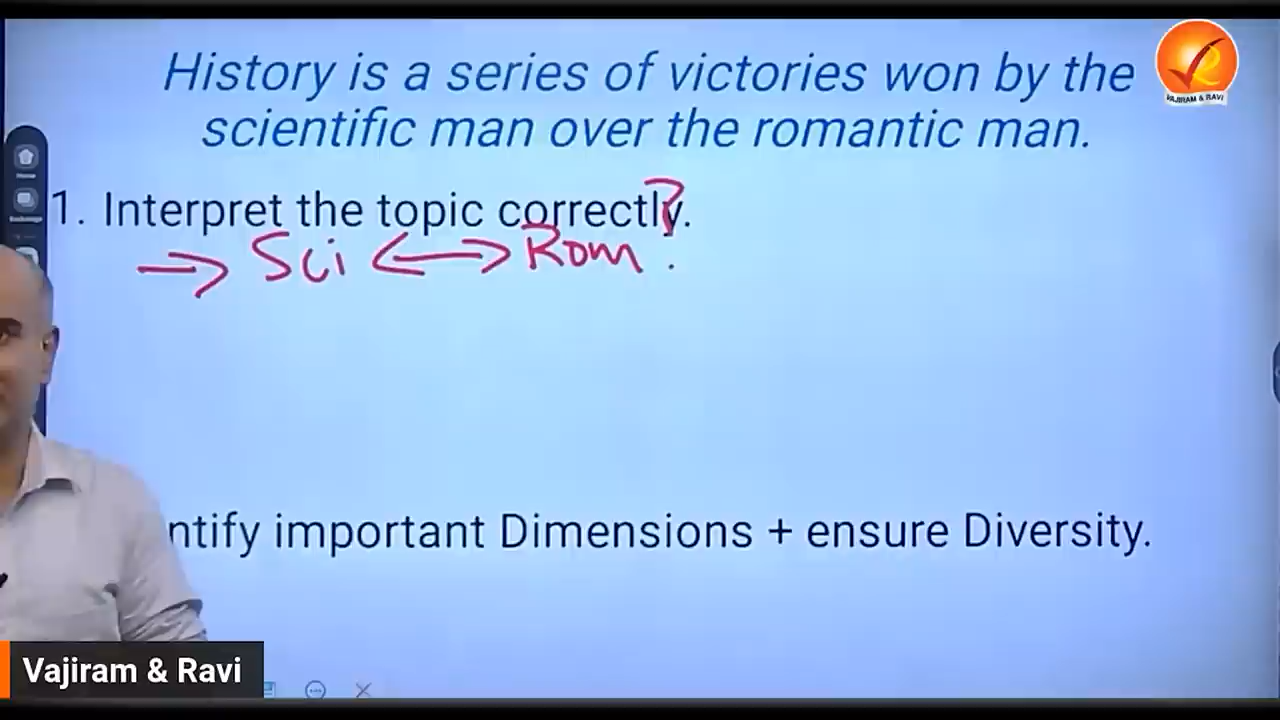 History is a series of victories won by the
scientific man over the romantic man.
VAJIRAM & RAVI
1. Interpret the topic correctly.
?
→ Sci ↔ Rom.
ntify important Dimensions + ensure Diversity.
Vajiram & Ravi